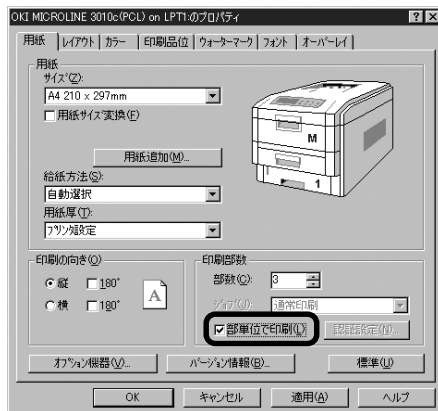 OKI MICROLINE 3010c(PCL) on LPT1:のプロパティ
用紙 レイアウト カラー 印刷品位 ウォーターマーク フォント オーバーレイ
用紙
サイズ(Z):
A4 210 x 297mm
用紙サイズ変換(F)
用紙追加(M)...
給紙方法(S):
自動選択
用紙厚(T):
プリンタ設定
M
1
印刷の向き(O)
縦 180°
横 180°
A
印刷部数
部数(C): 3
ジョブ(J): 通常印刷
部単位で印刷(L) 認証設定(N)...
オプション機器(V)... バージョン情報(B)... 標準(U)
OK キャンセル 適用(A) ヘルプ